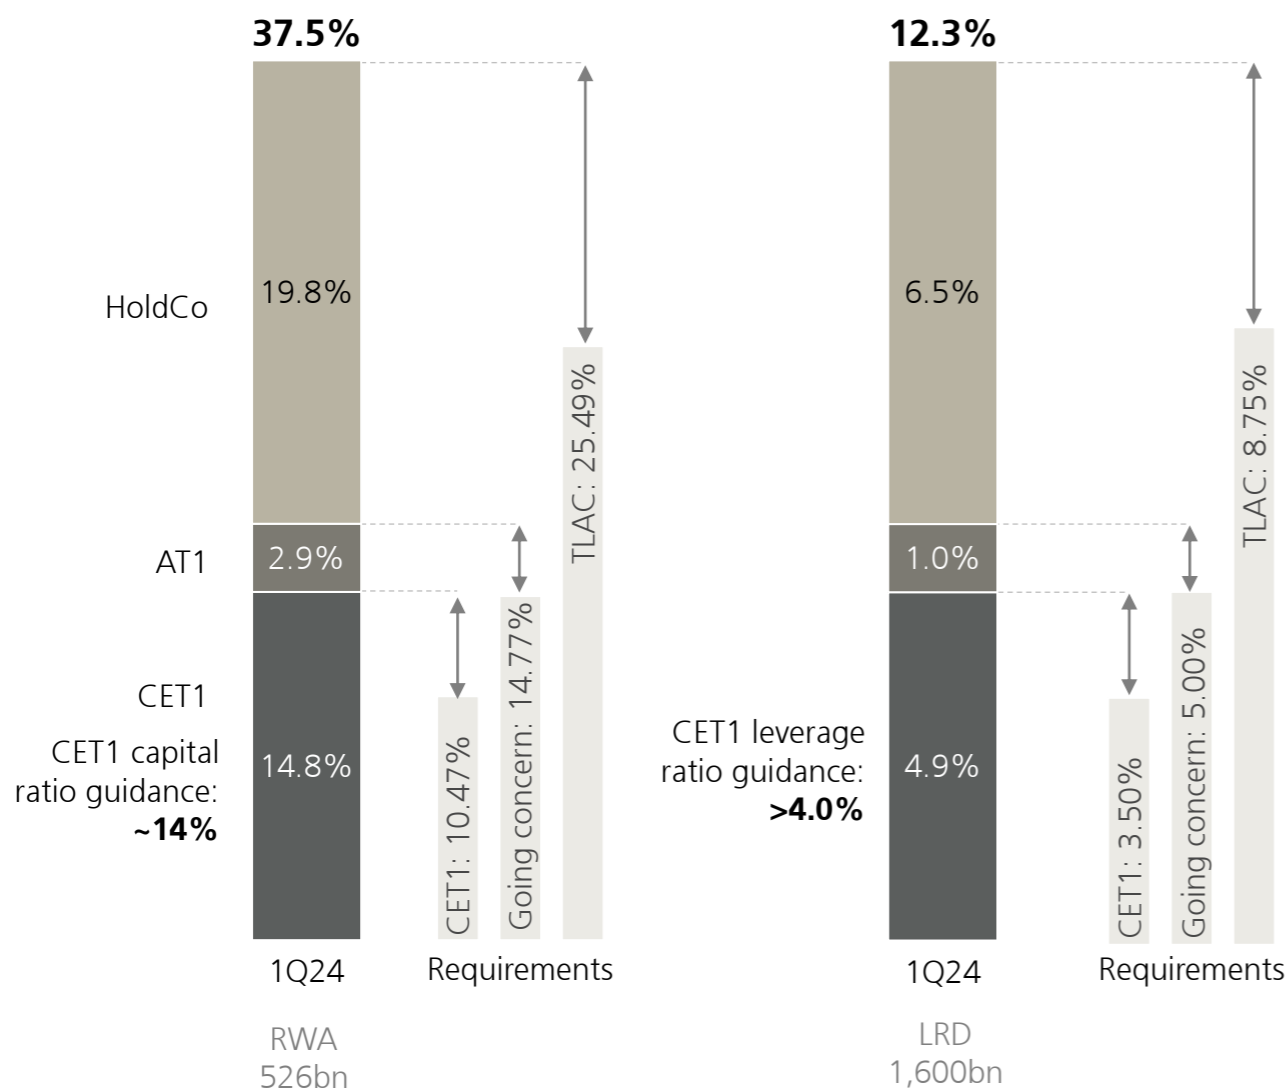 37.5%
HoldCo
19.8%
AT1
2.9%
CET1
CET1 capital
ratio guidance:
~14%
14.8%
CET1: 10.47%
Going concern: 14.77%
TLAC: 25.49%
1Q24
Requirements
RWA
526bn
12.3%
6.5%
1.0%
CET1 leverage
ratio guidance:
>4.0%
4.9%
CET1: 3.50%
Going concern: 5.00%
TLAC: 8.75%
1Q24
Requirements
LRD
1,600bn